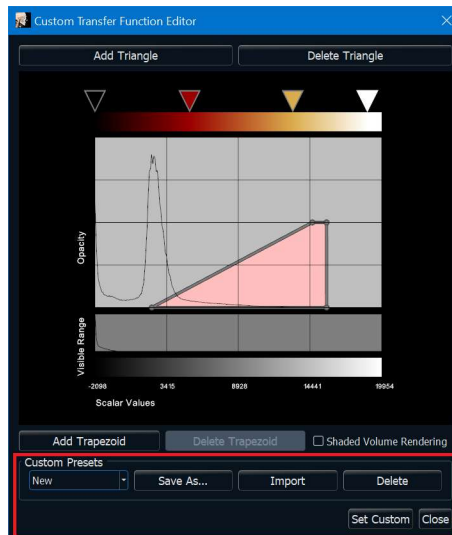 Custom Transfer Function Editor
Add Triangle Delete Triangle
Opacity
Visible Range
-2098 3415 8928 14441 19954
Scalar Values
Add Trapezoid Delete Trapezoid Shaded Volume Rendering
Custom Presets
New Save As... Import Delete
Set Custom Close